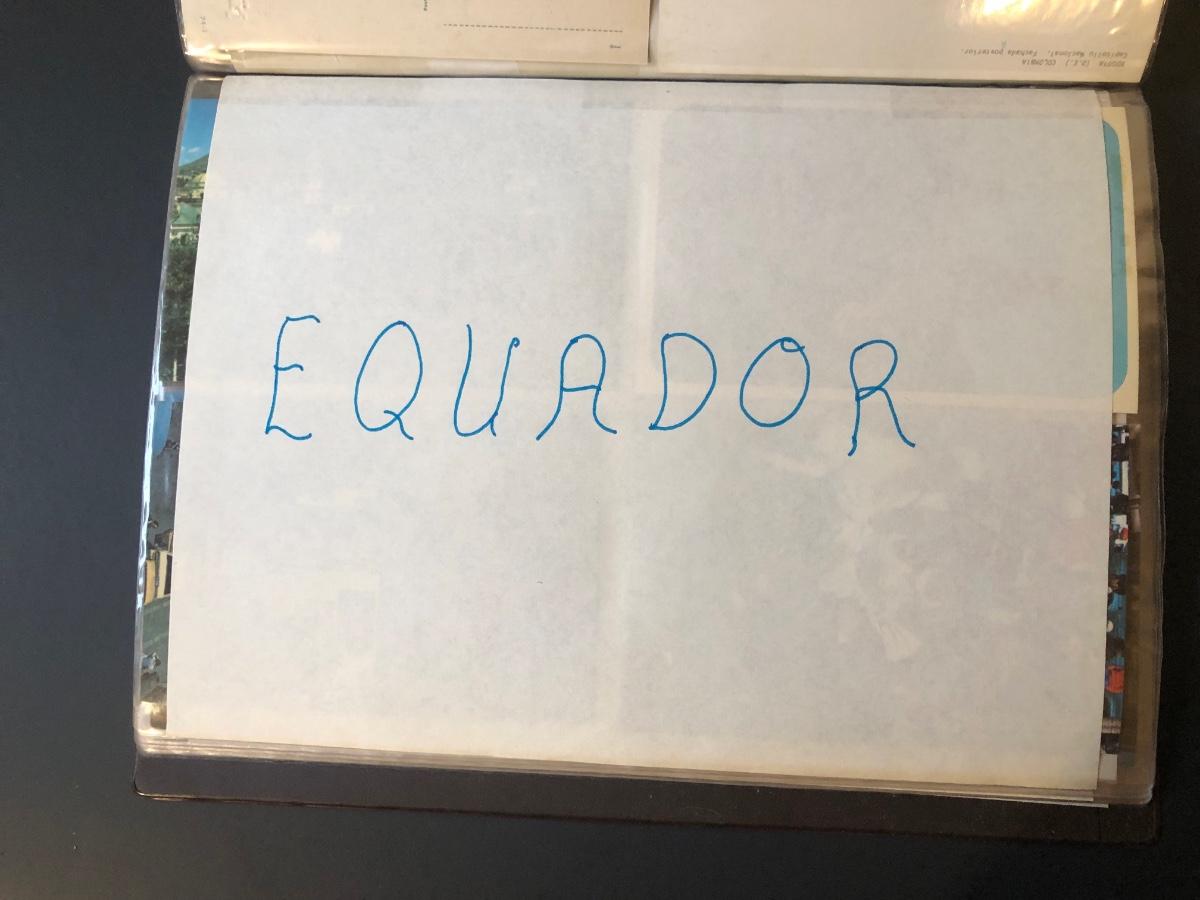 BOGOTA (D.E.) COLOMBIA
Capitolio Nacional. Fachada posterior.
EQUADOR